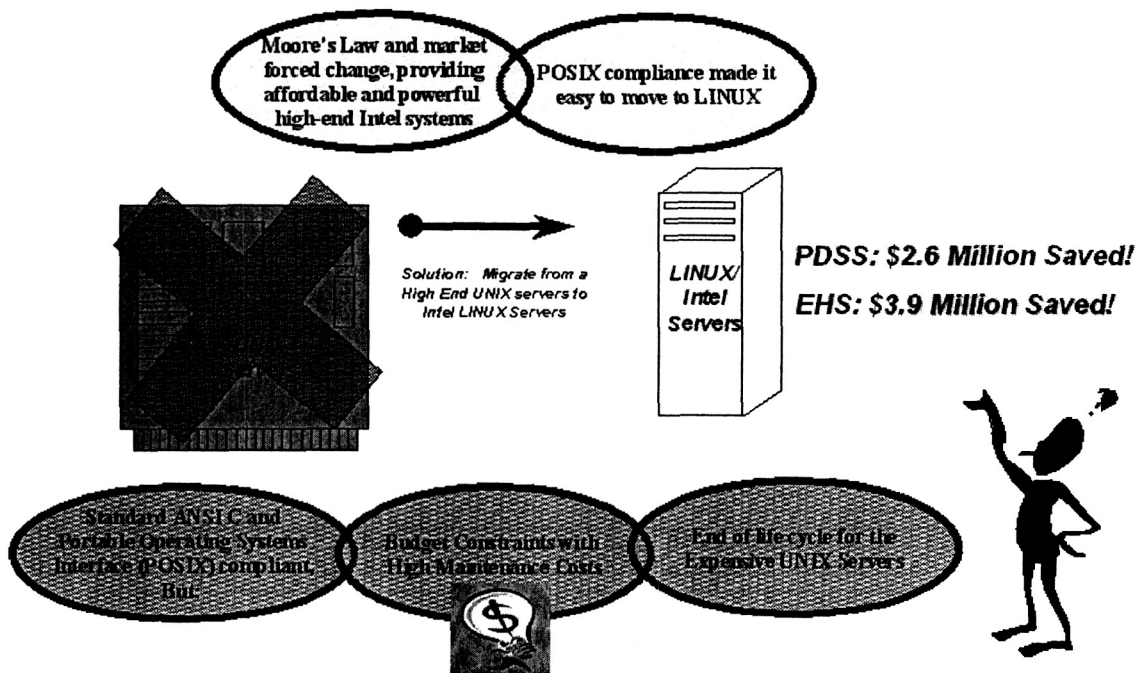 Moore's Law and market
forced change, providing
affordable and powerful
high-end Intel systems
POSIX compliance made it
easy to move to LINUX
Solution: Migrate from a
High End UNIX servers to
Intel LINUX Servers
LINUX/
Intel
Servers
PDSS: $2.6 Million Saved!
EHS: $3.9 Million Saved!
Standard ANSI C and
Portable Operating Systems
Interface (POSIX) compliant,
But.
Budget Constraints with
High Maintenance Costs
End of life cycle for the
Expensive UNIX Servers
$